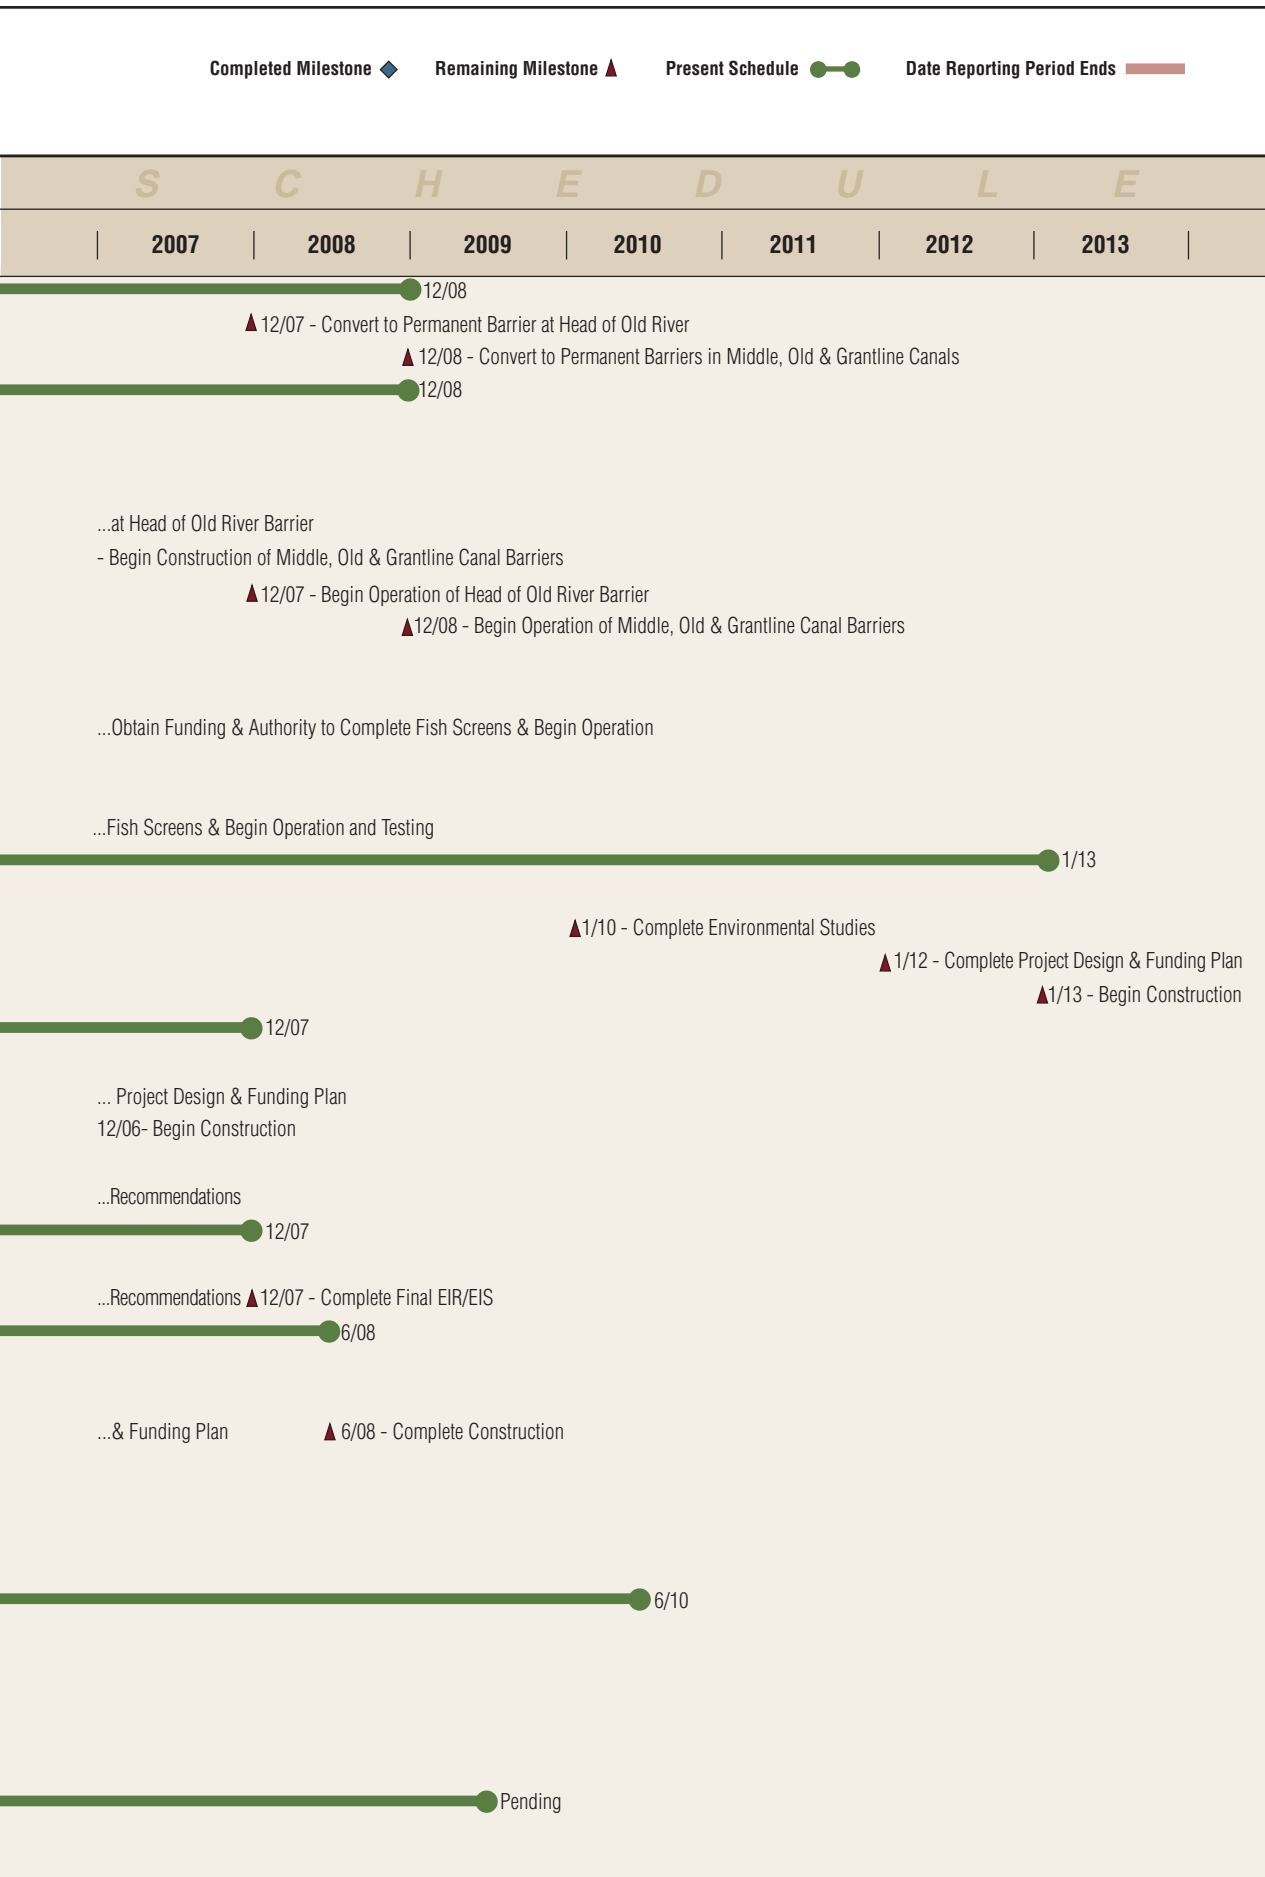 Completed Milestone Remaining Milestone Present Schedule Date Reporting Period Ends
S C H E D U L E
2007 2008 2009 2010 2011 2012 2013
12/08
12/07 - Convert to Permanent Barrier at Head of Old River
12/08 - Convert to Permanent Barriers in Middle, Old & Grantline Canals
12/08
...at Head of Old River Barrier
- Begin Construction of Middle, Old & Grantline Canal Barriers
12/07 - Begin Operation of Head of Old River Barrier
12/08 - Begin Operation of Middle, Old & Grantline Canal Barriers
...Obtain Funding & Authority to Complete Fish Screens & Begin Operation
...Fish Screens & Begin Operation and Testing
1/13
1/10 - Complete Environmental Studies
1/12 - Complete Project Design & Funding Plan
1/13 - Begin Construction
12/07
... Project Design & Funding Plan
12/06- Begin Construction
...Recommendations
12/07
...Recommendations 12/07 - Complete Final EIR/EIS
6/08
...& Funding Plan 6/08 - Complete Construction
6/10
Pending